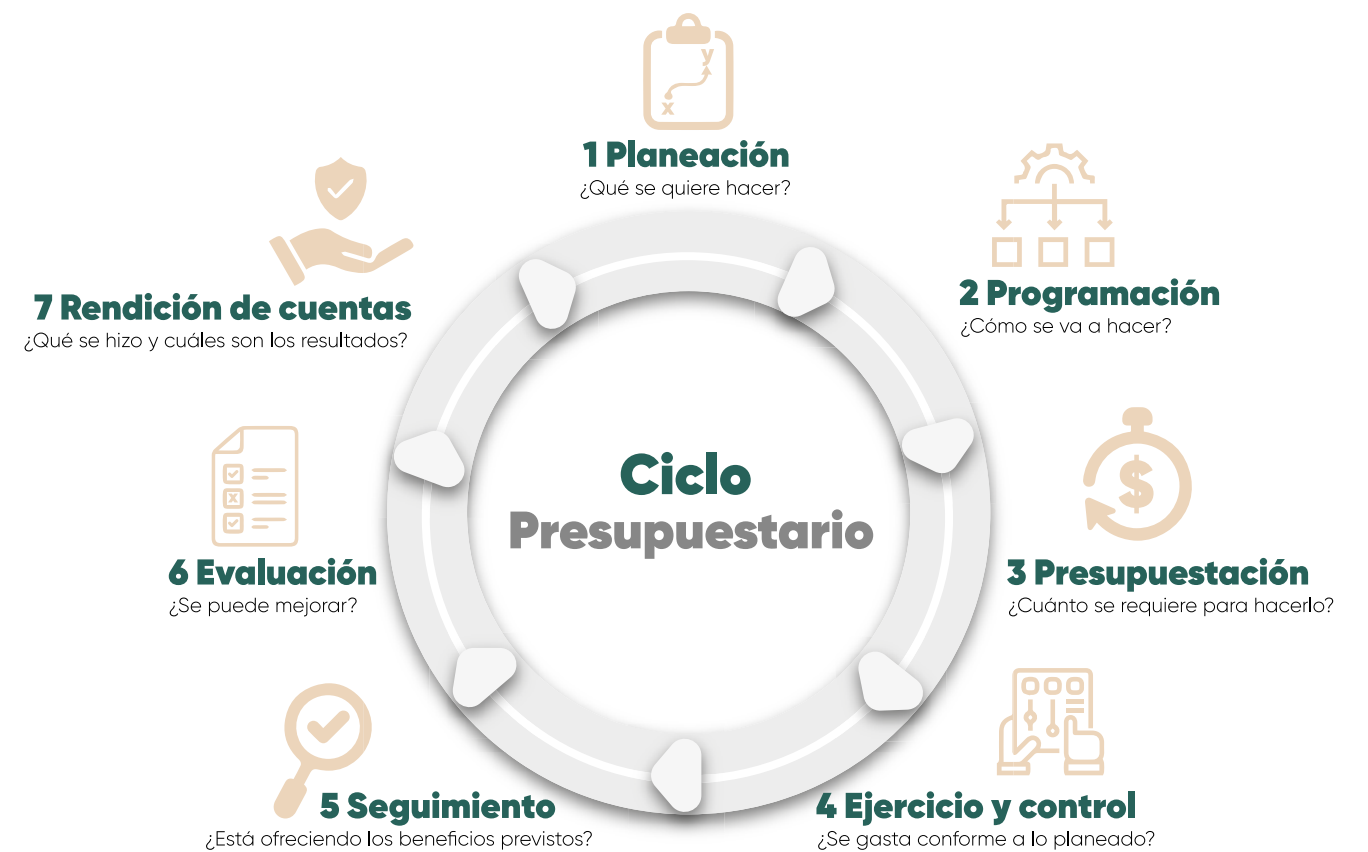 Ciclo
Presupuestario
y
x
1 Planeación
¿Qué se quiere hacer?
2 Programación
¿Cómo se va a hacer?
$
3 Presupuestación
¿Cuánto se requiere para hacerlo?
4 Ejercicio y control
¿Se gasta conforme a lo planeado?
5 Seguimiento
¿Está ofreciendo los beneficios previstos?
6 Evaluación
¿Se puede mejorar?
7 Rendición de cuentas
¿Qué se hizo y cuáles son los resultados?